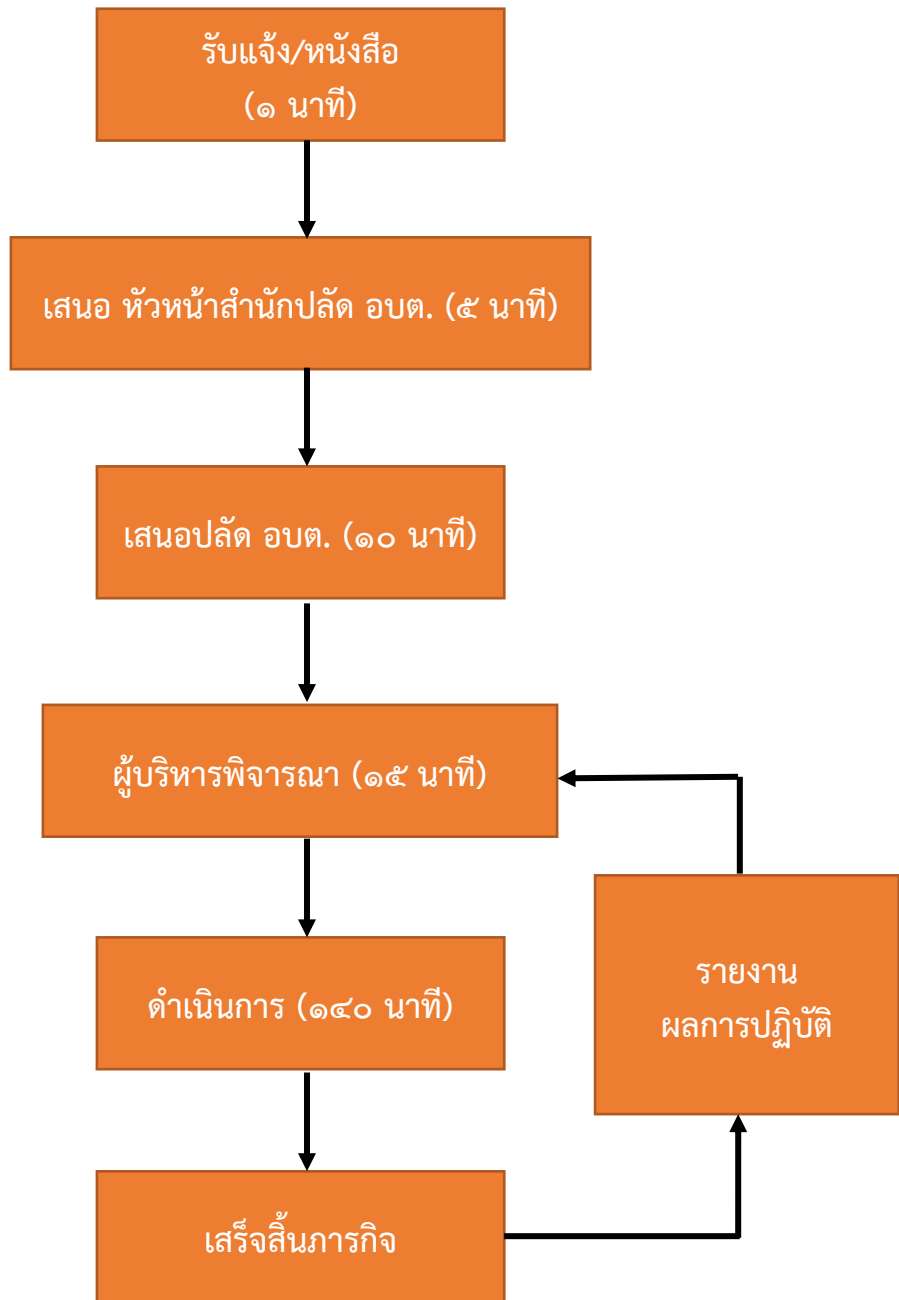 รับแจ้ง/หนังสือ
(๑ นาที)
เสนอ หัวหน้าสำนักปลัด อบต. (๕ นาที)
เสนอปลัด อบต. (๑๐ นาที)
ผู้บริหารพิจารณา (๑๕ นาที)
ดำเนินการ (๑๔๐ นาที)
เสร็จสิ้นภารกิจ
รายงาน
ผลการปฏิบัติ